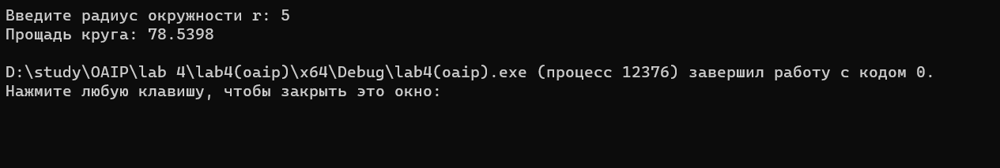 Введите радиус окружности r: 5
Прощадь круга: 78.5398
D:\study\OAIP\lab 4\lab4(oaip)\x64\Debug\lab4(oaip).exe (процесс 12376) завершил работу с кодом 0.
Нажмите любую клавишу, чтобы закрыть это окно: